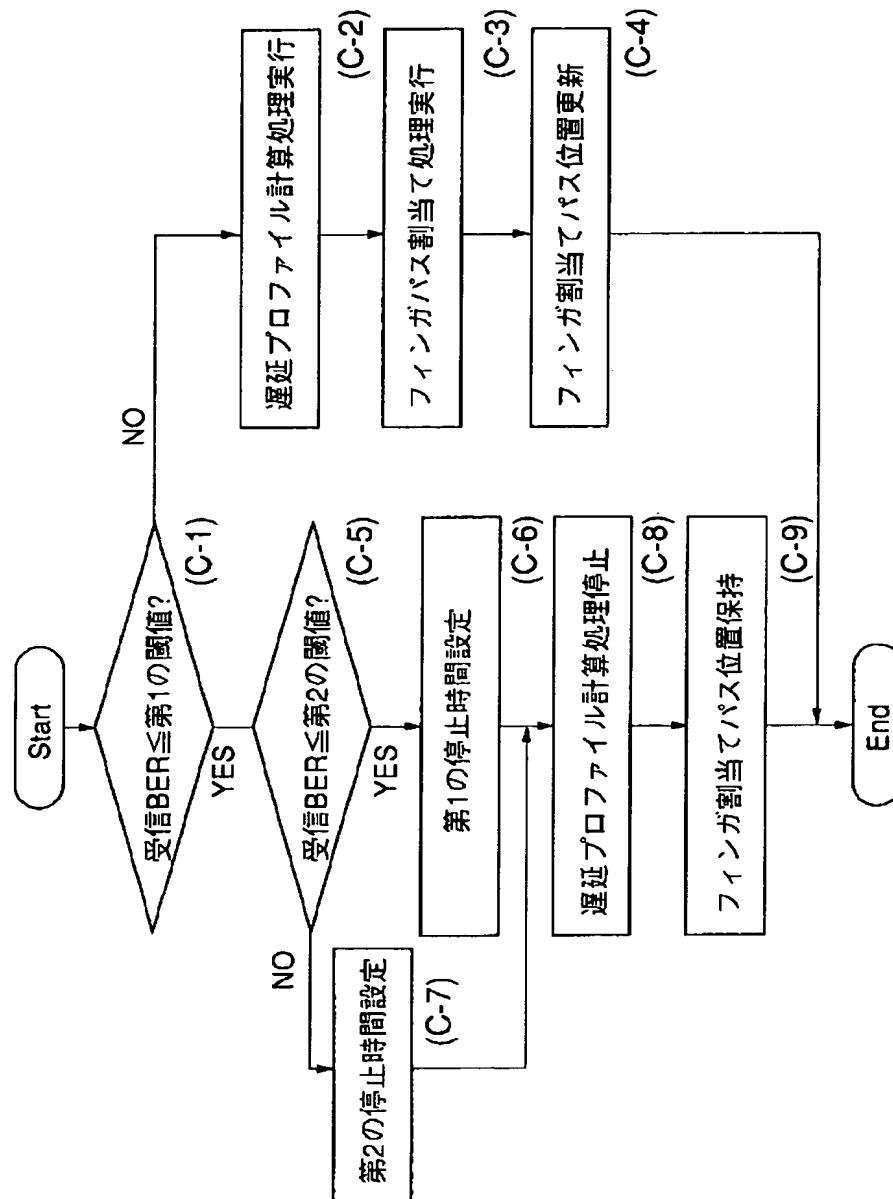 Start
受信BER≦第1の閾値?
(C-1)
NO
YES
遅延プロファイル計算処理実行
(C-2)
フィンガパス割当て処理実行
(C-3)
フィンガ割当てパス位置更新
(C-4)
受信BER≦第2の閾値?
(C-5)
NO
YES
第1の停止時間設定
(C-6)
第2の停止時間設定
(C-7)
遅延プロファイル計算処理停止
(C-8)
フィンガ割当てパス位置保持
(C-9)
End